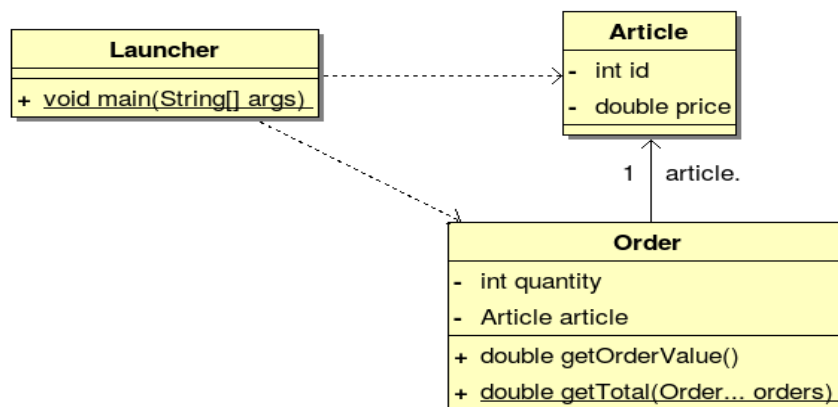 Launcher
+ void main(String[] args)
Article
- int id
- double price
1 article.
Order
- int quantity
- Article article
+ double getOrderValue()
+ double getTotal(Order... orders)